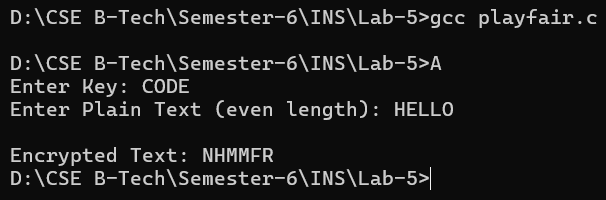 D:\CSE B-Tech\Semester-6\INS\Lab-5>gcc playfair.c
D:\CSE B-Tech\Semester-6\INS\Lab-5>A
Enter Key: CODE
Enter Plain Text (even length): HELLO
Encrypted Text: NHMMFR
D:\CSE B-Tech\Semester-6\INS\Lab-5>